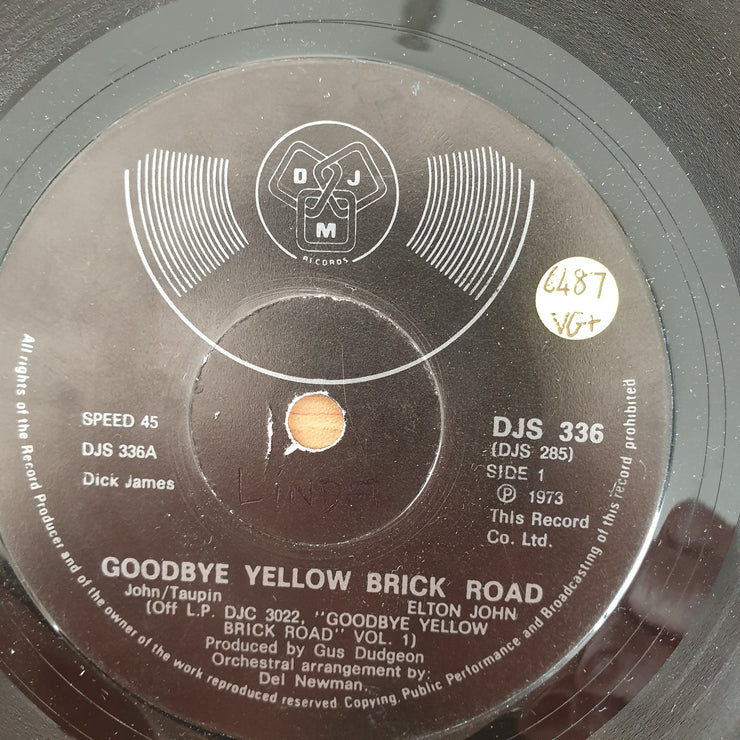 D J
M
RECORDS
6487
VG+
SPEED 45
DJS 336A
Dick James
DJS 336
(DJS 285)
SIDE 1
Ⓟ 1973
This Record
Co. Ltd.
LINDA
GOODBYE YELLOW BRICK ROAD
John/Taupin ELTON JOHN
(Off L.P. DJC 3022, "GOODBYE YELLOW
BRICK ROAD" VOL. 1)
Produced by Gus Dudgeon
Orchestral arrangement by:
Del Newman.
All rights of the Record Producer and of the owner of the work reproduced reserved Copying, Public Performance and Broadcasting of this record prohibited